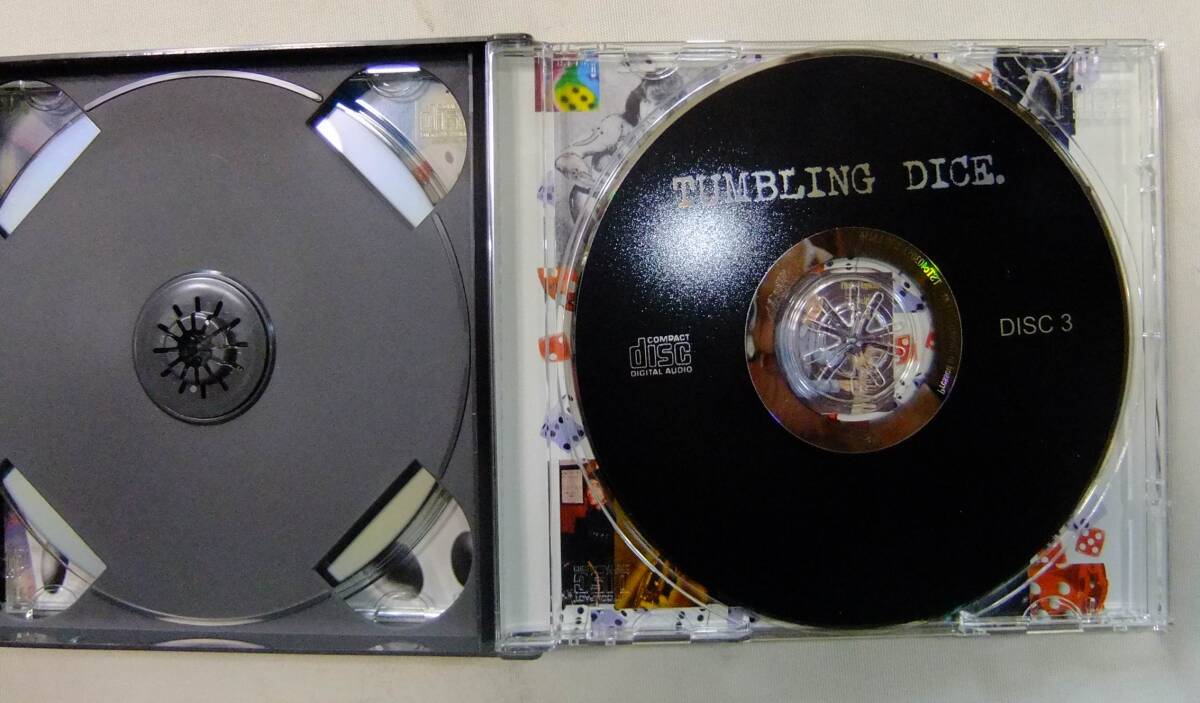 TUMBLING DICE.
COMPACT
disc
DIGITAL AUDIO
DISC 3